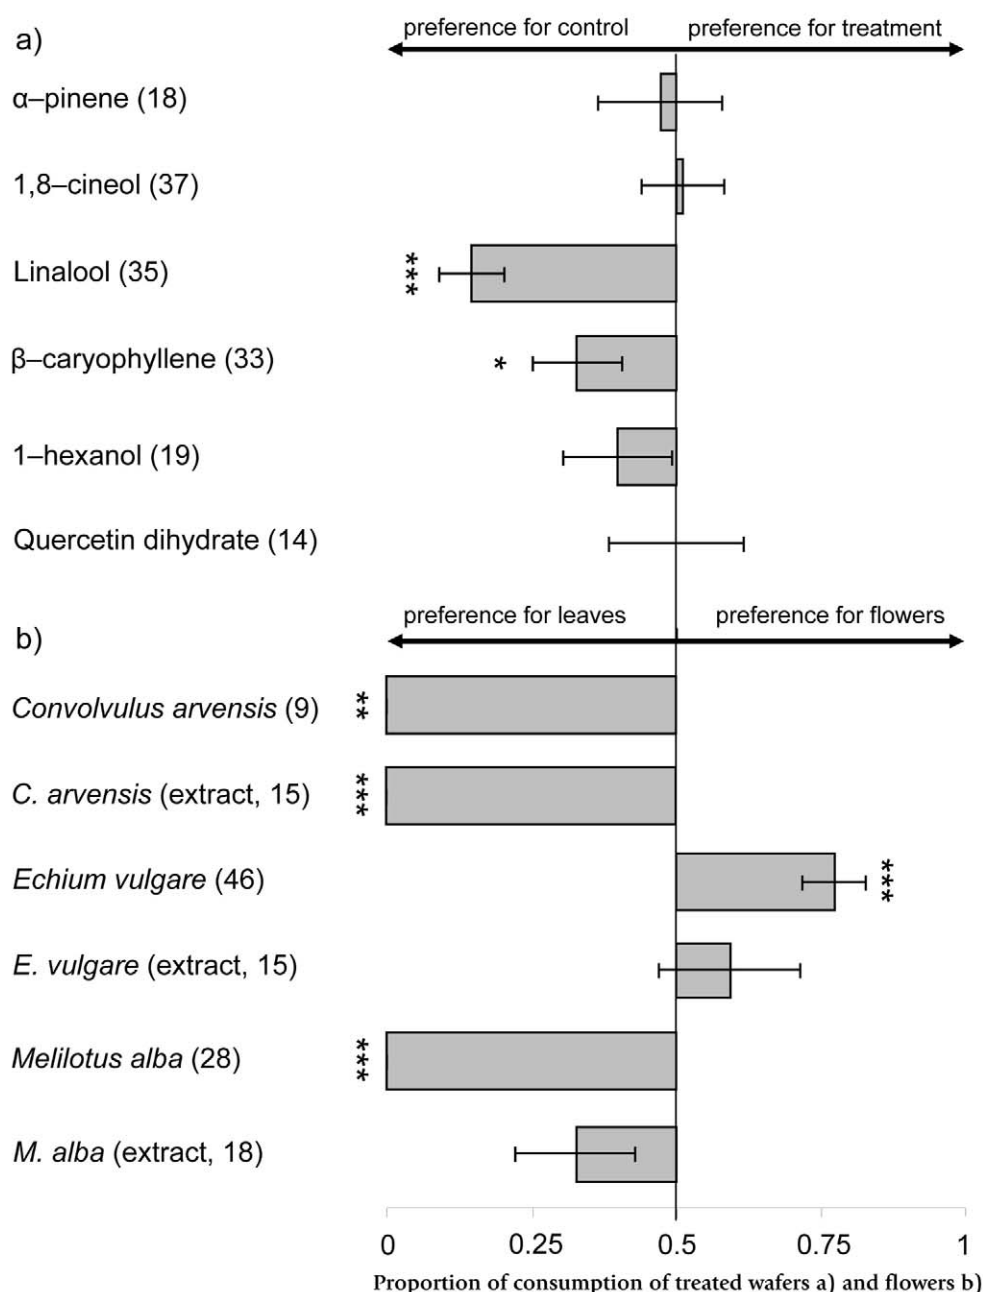 a)
preference for control preference for treatment
α–pinene (18)
1,8–cineol (37)
Linalool (35)
***
β–caryophyllene (33)
*
1–hexanol (19)
Quercetin dihydrate (14)
b)
preference for leaves preference for flowers
Convolvulus arvensis (9)
**
C. arvensis (extract, 15)
***
Echium vulgare (46)
***
E. vulgare (extract, 15)
Melilotus alba (28)
***
M. alba (extract, 18)
0 0.25 0.5 0.75 1
Proportion of consumption of treated wafers a) and flowers b)